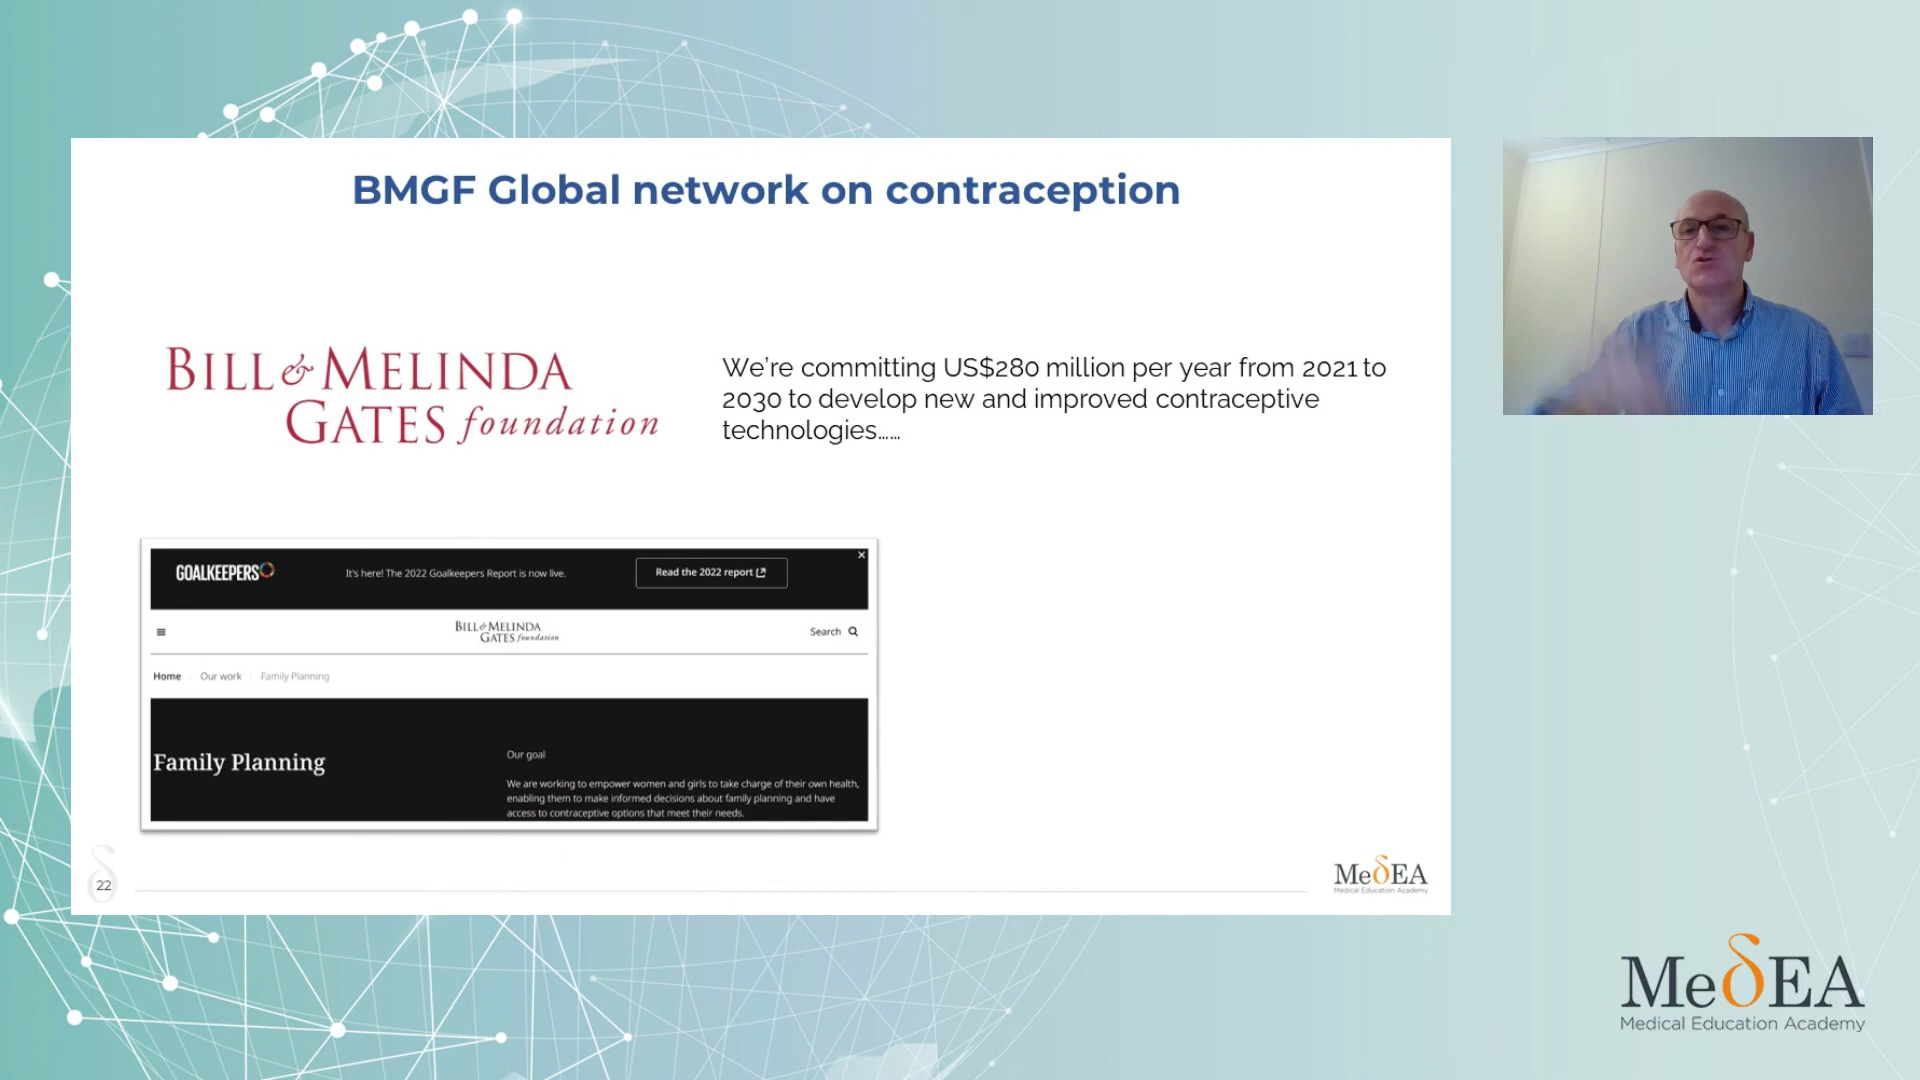 BMGF Global network on contraception
BILL & MELINDA
GATES foundation
We're committing US$280 million per year from 2021 to
2030 to develop new and improved contraceptive
technologies......
GOALKEEPERS
It's here! The 2022 Goalkeepers Report is now live.
Read the 2022 report
×
BILL & MELINDA
GATES foundation
Search
Home / Our work / Family Planning
Family Planning
Our goal
We are working to empower women and girls to take charge of their own health,
enabling them to make informed decisions about family planning and have
access to contraceptive options that meet their needs.
22
MeδEA
Medical Education Academy
MeδEA
Medical Education Academy